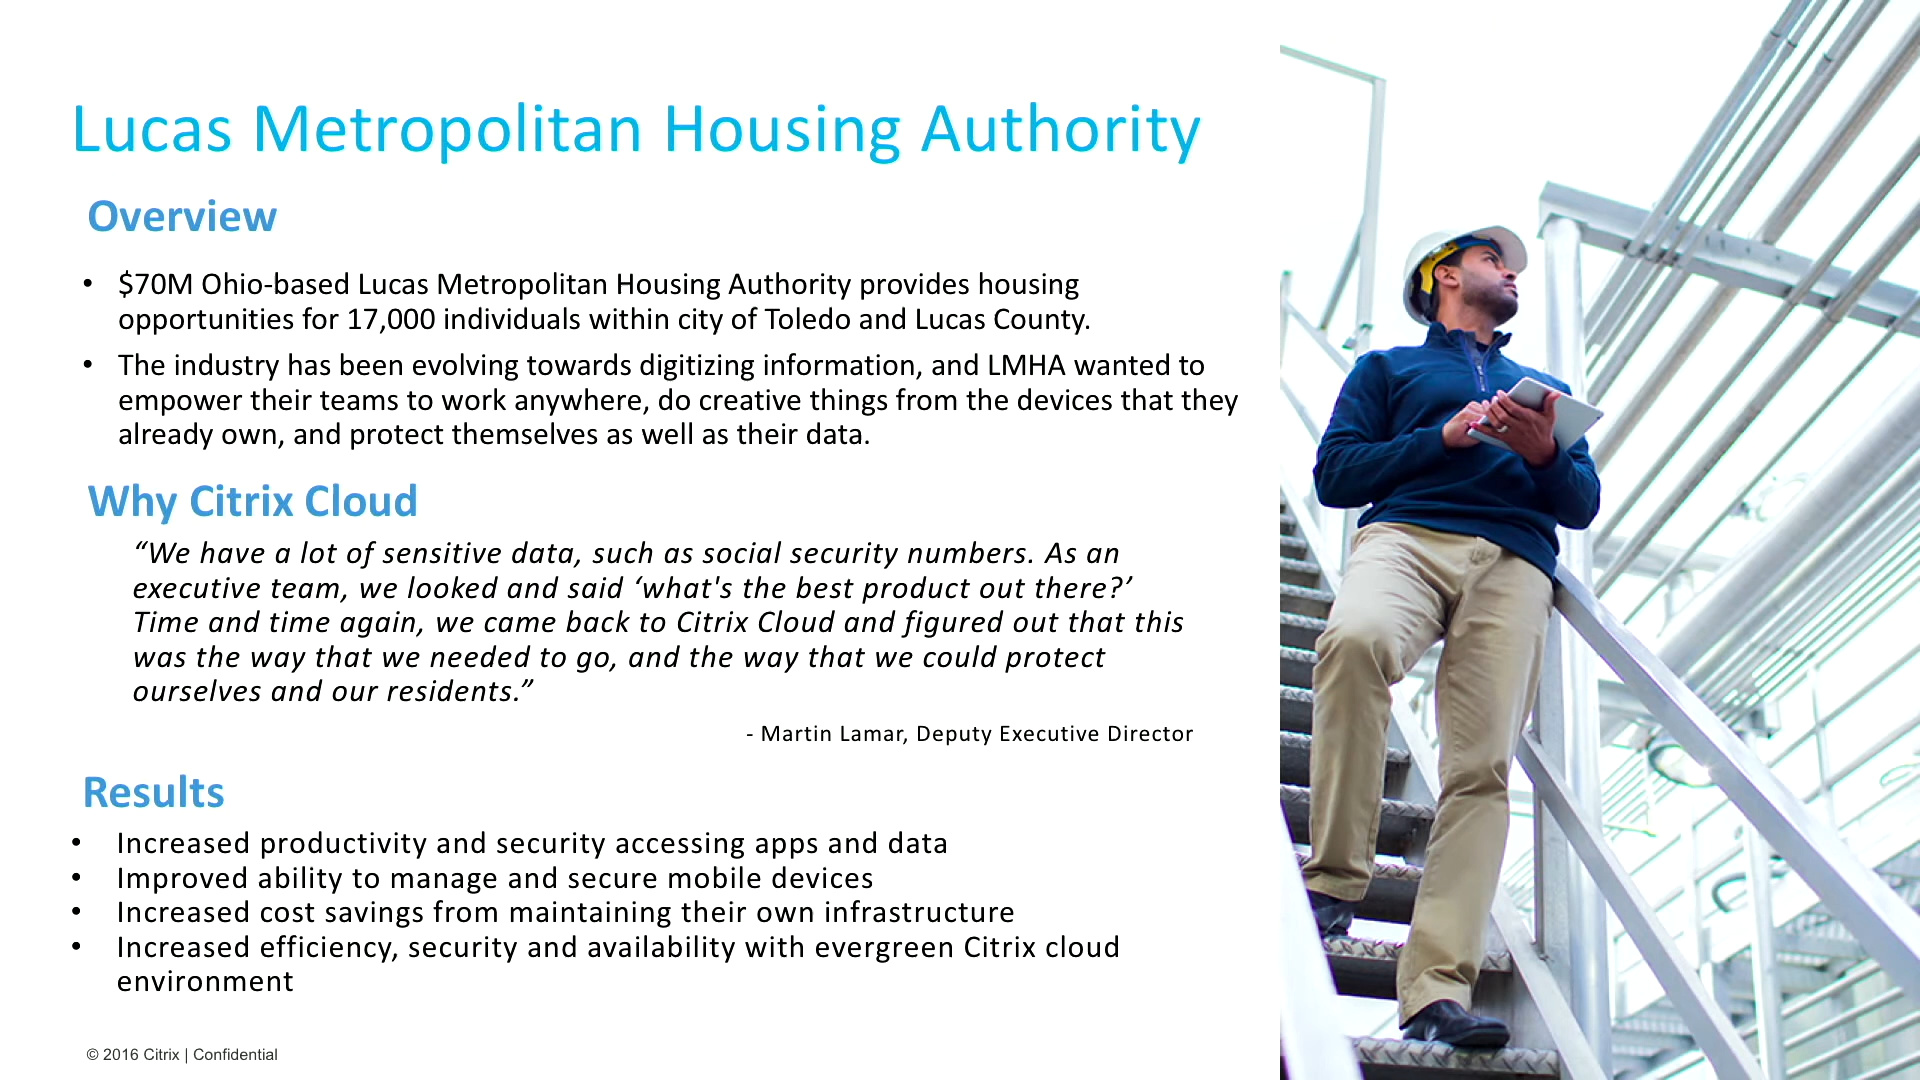 Lucas Metropolitan Housing Authority
Overview
• $70M Ohio-based Lucas Metropolitan Housing Authority provides housing
opportunities for 17,000 individuals within city of Toledo and Lucas County.
• The industry has been evolving towards digitizing information, and LMHA wanted to
empower their teams to work anywhere, do creative things from the devices that they
already own, and protect themselves as well as their data.
Why Citrix Cloud
“We have a lot of sensitive data, such as social security numbers. As an
executive team, we looked and said ‘what's the best product out there?’
Time and time again, we came back to Citrix Cloud and figured out that this
was the way that we needed to go, and the way that we could protect
ourselves and our residents.”
- Martin Lamar, Deputy Executive Director
Results
• Increased productivity and security accessing apps and data
• Improved ability to manage and secure mobile devices
• Increased cost savings from maintaining their own infrastructure
• Increased efficiency, security and availability with evergreen Citrix cloud
environment
© 2016 Citrix | Confidential